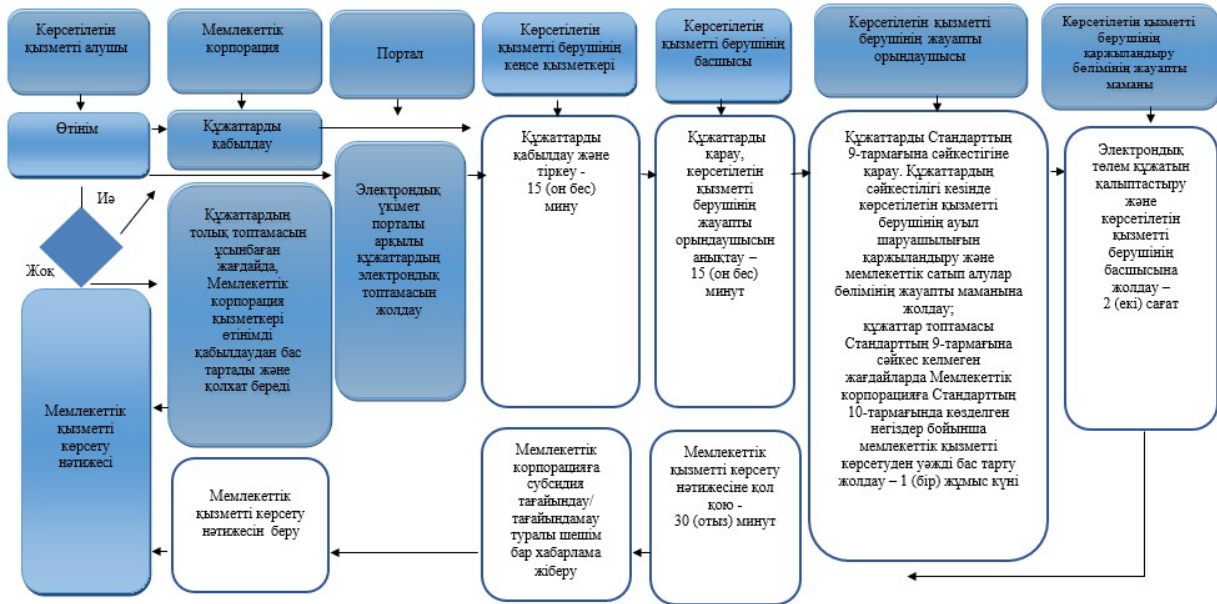 Көрсетілетін
қызметті алушы
Мемлекеттік
корпорация
Портал
Көрсетілетін
қызметті берушінің
кеңсе қызметкері
Көрсетілетін
қызметті берушінің
басшысы
Көрсетілетін қызметті
берушінің жауапты
орындаушысы
Көрсетілетін қызметті
берушінің
қаржыландыру
бөлімінің жауапты
маманы
Өтінім
Құжаттарды
қабылдау
Иә
Жоқ
Құжаттардың
толық топтамасын
ұсынбаған
жағдайда,
Мемлекеттік
корпорация
қызметкері
өтінімді
қабылдаудан бас
тартады және
қолхат береді
Электрондық
үкімет
порталы
арқылы
құжаттардың
электрондық
топтамасын
жолдау
Құжаттарды
қабылдау және
тіркеу -
15 (он бес)
мину
Құжаттарды
қарау,
көрсетілетін
қызметті
берушінің
жауапты
орындаушысын
анықтау –
15 (он бес)
минут
Құжаттарды Стандарттың
9-тармағына сәйкестігіне
қарау. Құжаттардың
сәйкестілігі кезінде
көрсетілетін қызметті
берушінің ауыл
шаруашылығын
қаржыландыру және
мемлекеттік сатып алулар
бөлімінің жауапты маманына
жолдау;
құжаттар топтамасы
Стандарттың 9-тармағына
сәйкес келмеген
жағдайларда Мемлекеттік
корпорацияға Стандарттың
10-тармағында көзделген
негіздер бойынша
мемлекеттік қызметті
көрсетуден уәжді бас тарту
жолдау – 1 (бір) жұмыс күні
Электрондық
төлем құжатын
қалыптастыру
және
көрсетілетін
қызметті
берушінің
басшысына
жолдау –
2 (екі) сағат
Мемлекеттік
қызметті
көрсету
нәтижесі
Мемлекеттік
қызметті көрсету
нәтижесін беру
Мемлекеттік
корпорацияға
субсидия
тағайындау/
тағайындамау
туралы шешім
бар хабарлама
жіберу
Мемлекеттік
қызметті көрсету
нәтижесіне қол
қою -
30 (отыз) минут